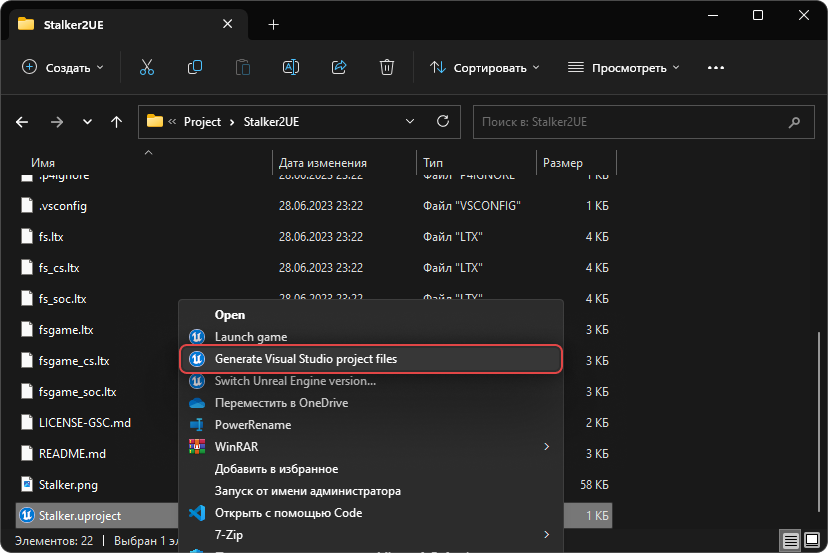 Stalker2UE
Создать
Сортировать
Просмотреть
Project
Stalker2UE
Поиск в: Stalker2UE
Имя Дата изменения Тип Размер
.p4ignore 28.06.2023 23:22 Файл "P4IGNORE" 1 КБ
.vsconfig 28.06.2023 23:22 Файл "VSCONFIG" 1 КБ
fs.ltx 28.06.2023 23:22 Файл "LTX" 4 КБ
fs_cs.ltx 28.06.2023 23:22 Файл "LTX" 4 КБ
fs_soc.ltx 28.06.2023 23:22 Файл "LTX" 4 КБ
fsgame.ltx 3 КБ
fsgame_cs.ltx 3 КБ
fsgame_soc.ltx 3 КБ
LICENSE-GSC.md 2 КБ
README.md 3 КБ
Stalker.png 58 КБ
Stalker.uproject 1 КБ
Open
Launch game
Generate Visual Studio project files
Switch Unreal Engine version...
Переместить в OneDrive
PowerRename
WinRAR
Добавить в избранное
Запуск от имени администратора
Открыть с помощью Code
7-Zip
Элементов: 22
Выбран 1 эл